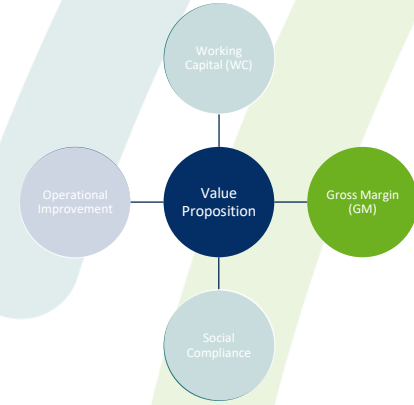 Working
Capital (WC)
Operational
Improvement
Value
Proposition
Gross Margin
(GM)
Social
Compliance